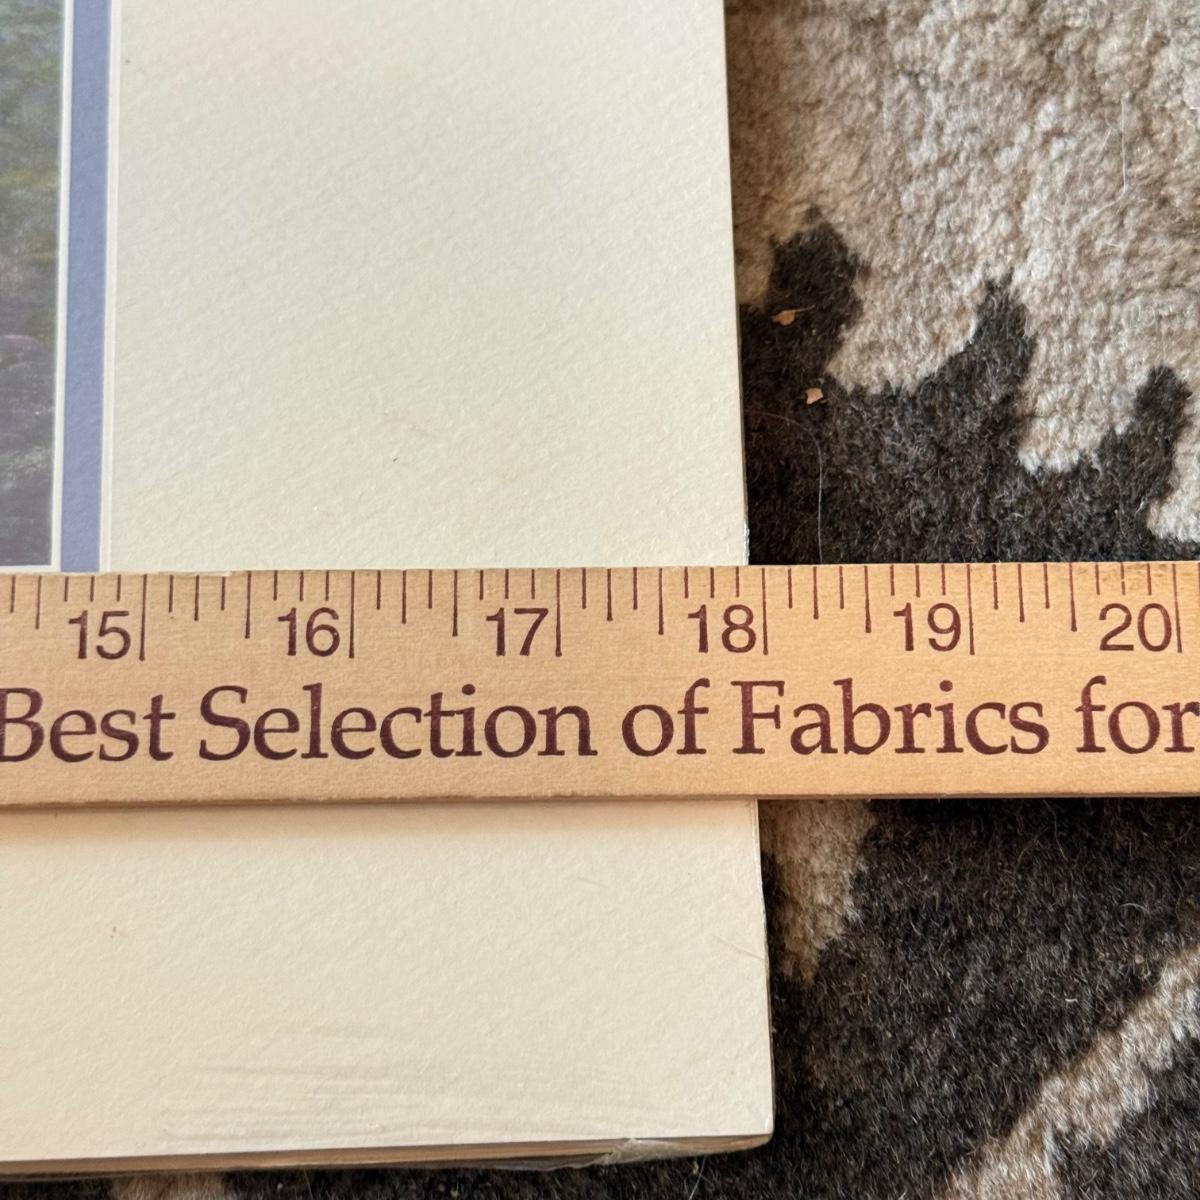 15 16 17 18 19 20
Best Selection of Fabrics for